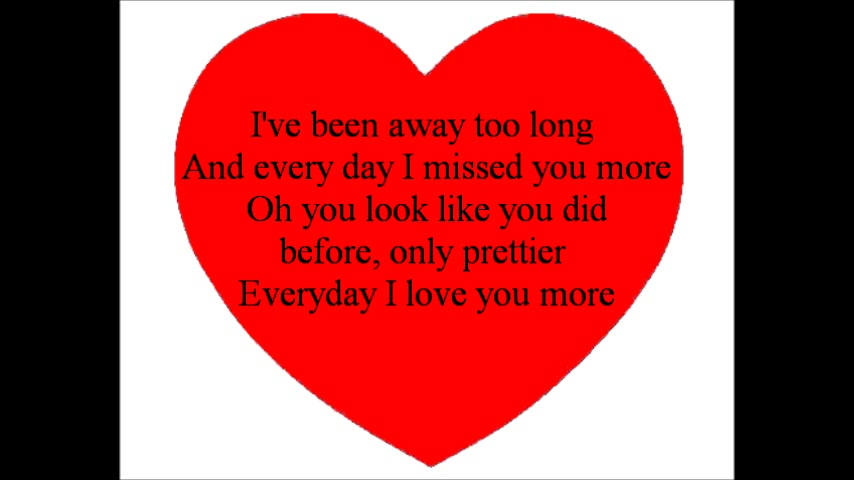 I've been away too long
And every day I missed you more
Oh you look like you did
before, only prettier
Everyday I love you more